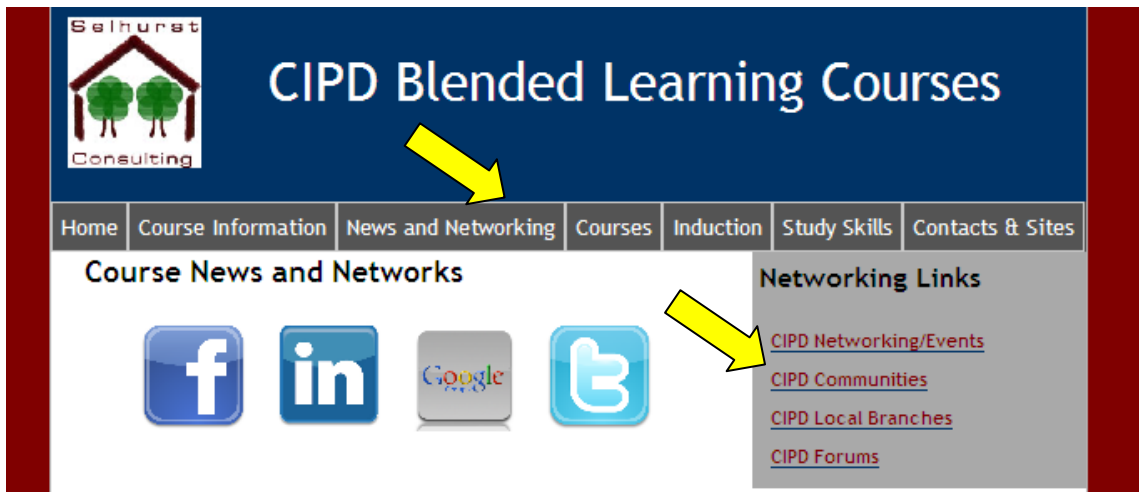 Selhurst
Consulting
CIPD Blended Learning Courses
Home Course Information News and Networking Courses Induction Study Skills Contacts & Sites
Course News and Networks
f in Google t
Networking Links
CIPD Networking/Events
CIPD Communities
CIPD Local Branches
CIPD Forums